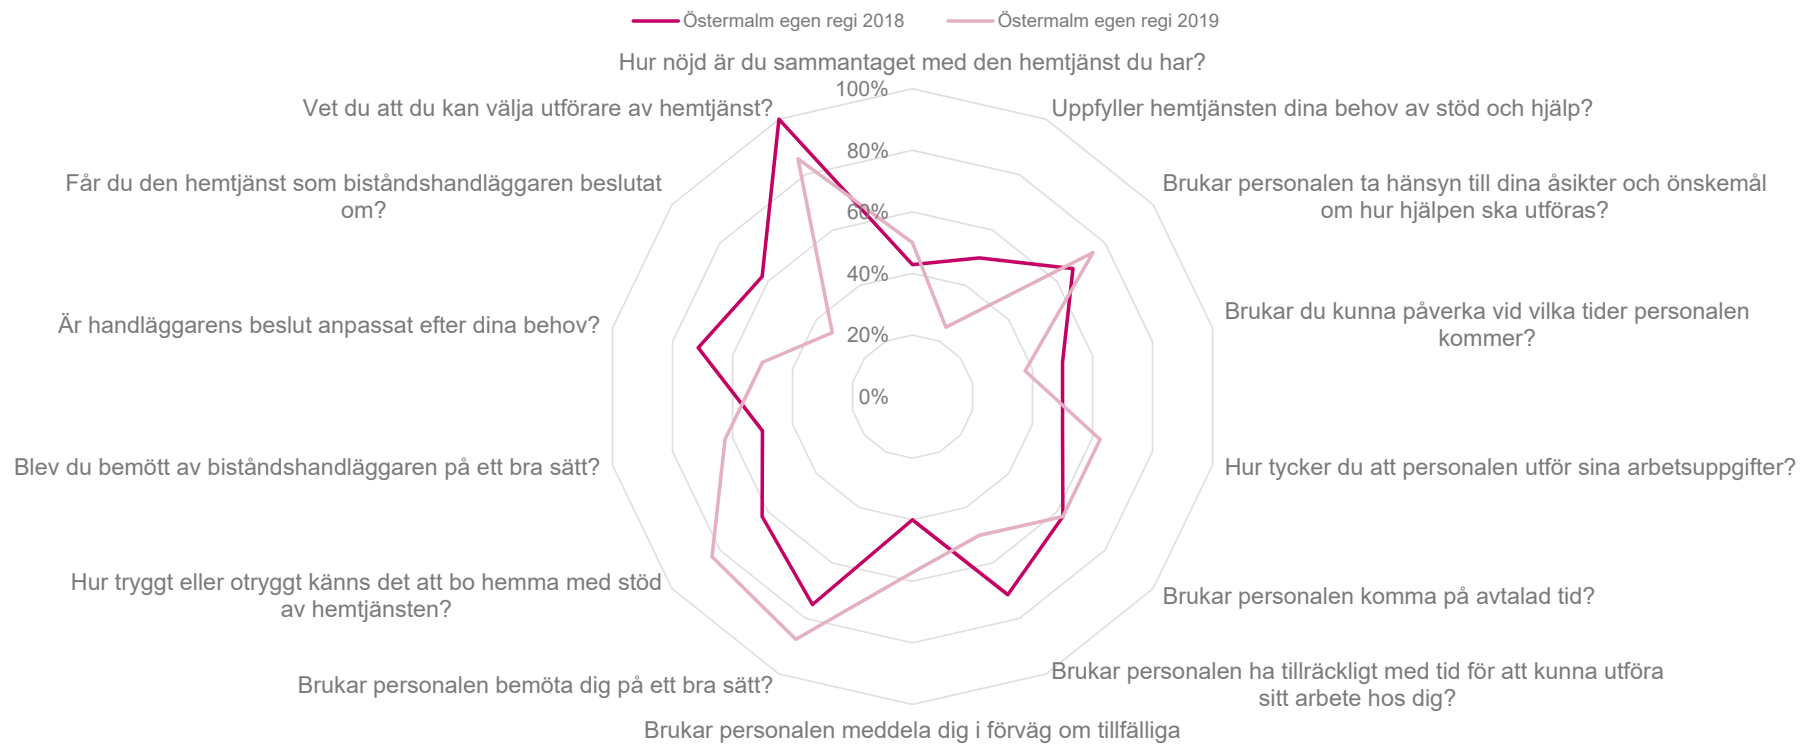 Östermalm egen regi 2018
Östermalm egen regi 2019
Hur nöjd är du sammantaget med den hemtjänst du har?
Uppfyller hemtjänsten dina behov av stöd och hjälp?
Brukar personalen ta hänsyn till dina åsikter och önskemål
om hur hjälpen ska utföras?
Brukar du kunna påverka vid vilka tider personalen
kommer?
Hur tycker du att personalen utför sina arbetsuppgifter?
Brukar personalen komma på avtalad tid?
Brukar personalen ha tillräckligt med tid för att kunna utföra
sitt arbete hos dig?
Brukar personalen meddela dig i förväg om tillfälliga
Brukar personalen bemöta dig på ett bra sätt?
Hur tryggt eller otryggt känns det att bo hemma med stöd
av hemtjänsten?
Blev du bemött av biståndshandläggaren på ett bra sätt?
Är handläggarens beslut anpassat efter dina behov?
Får du den hemtjänst som biståndshandläggaren beslutat
om?
Vet du att du kan välja utförare av hemtjänst?
100%
80%
60%
40%
20%
0%